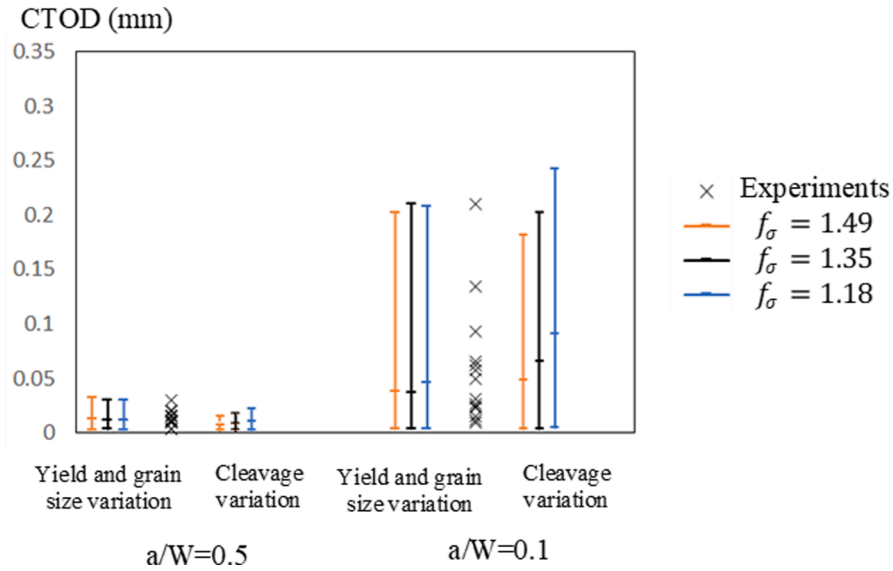 CTOD (mm)
0.35
0.3
0.25
0.2
0.15
0.1
0.05
0
Experiments
fσ = 1.49
fσ = 1.35
fσ = 1.18
Yield and grain
size variation
Cleavage
variation
Yield and grain
size variation
Cleavage
variation
a/W=0.5
a/W=0.1